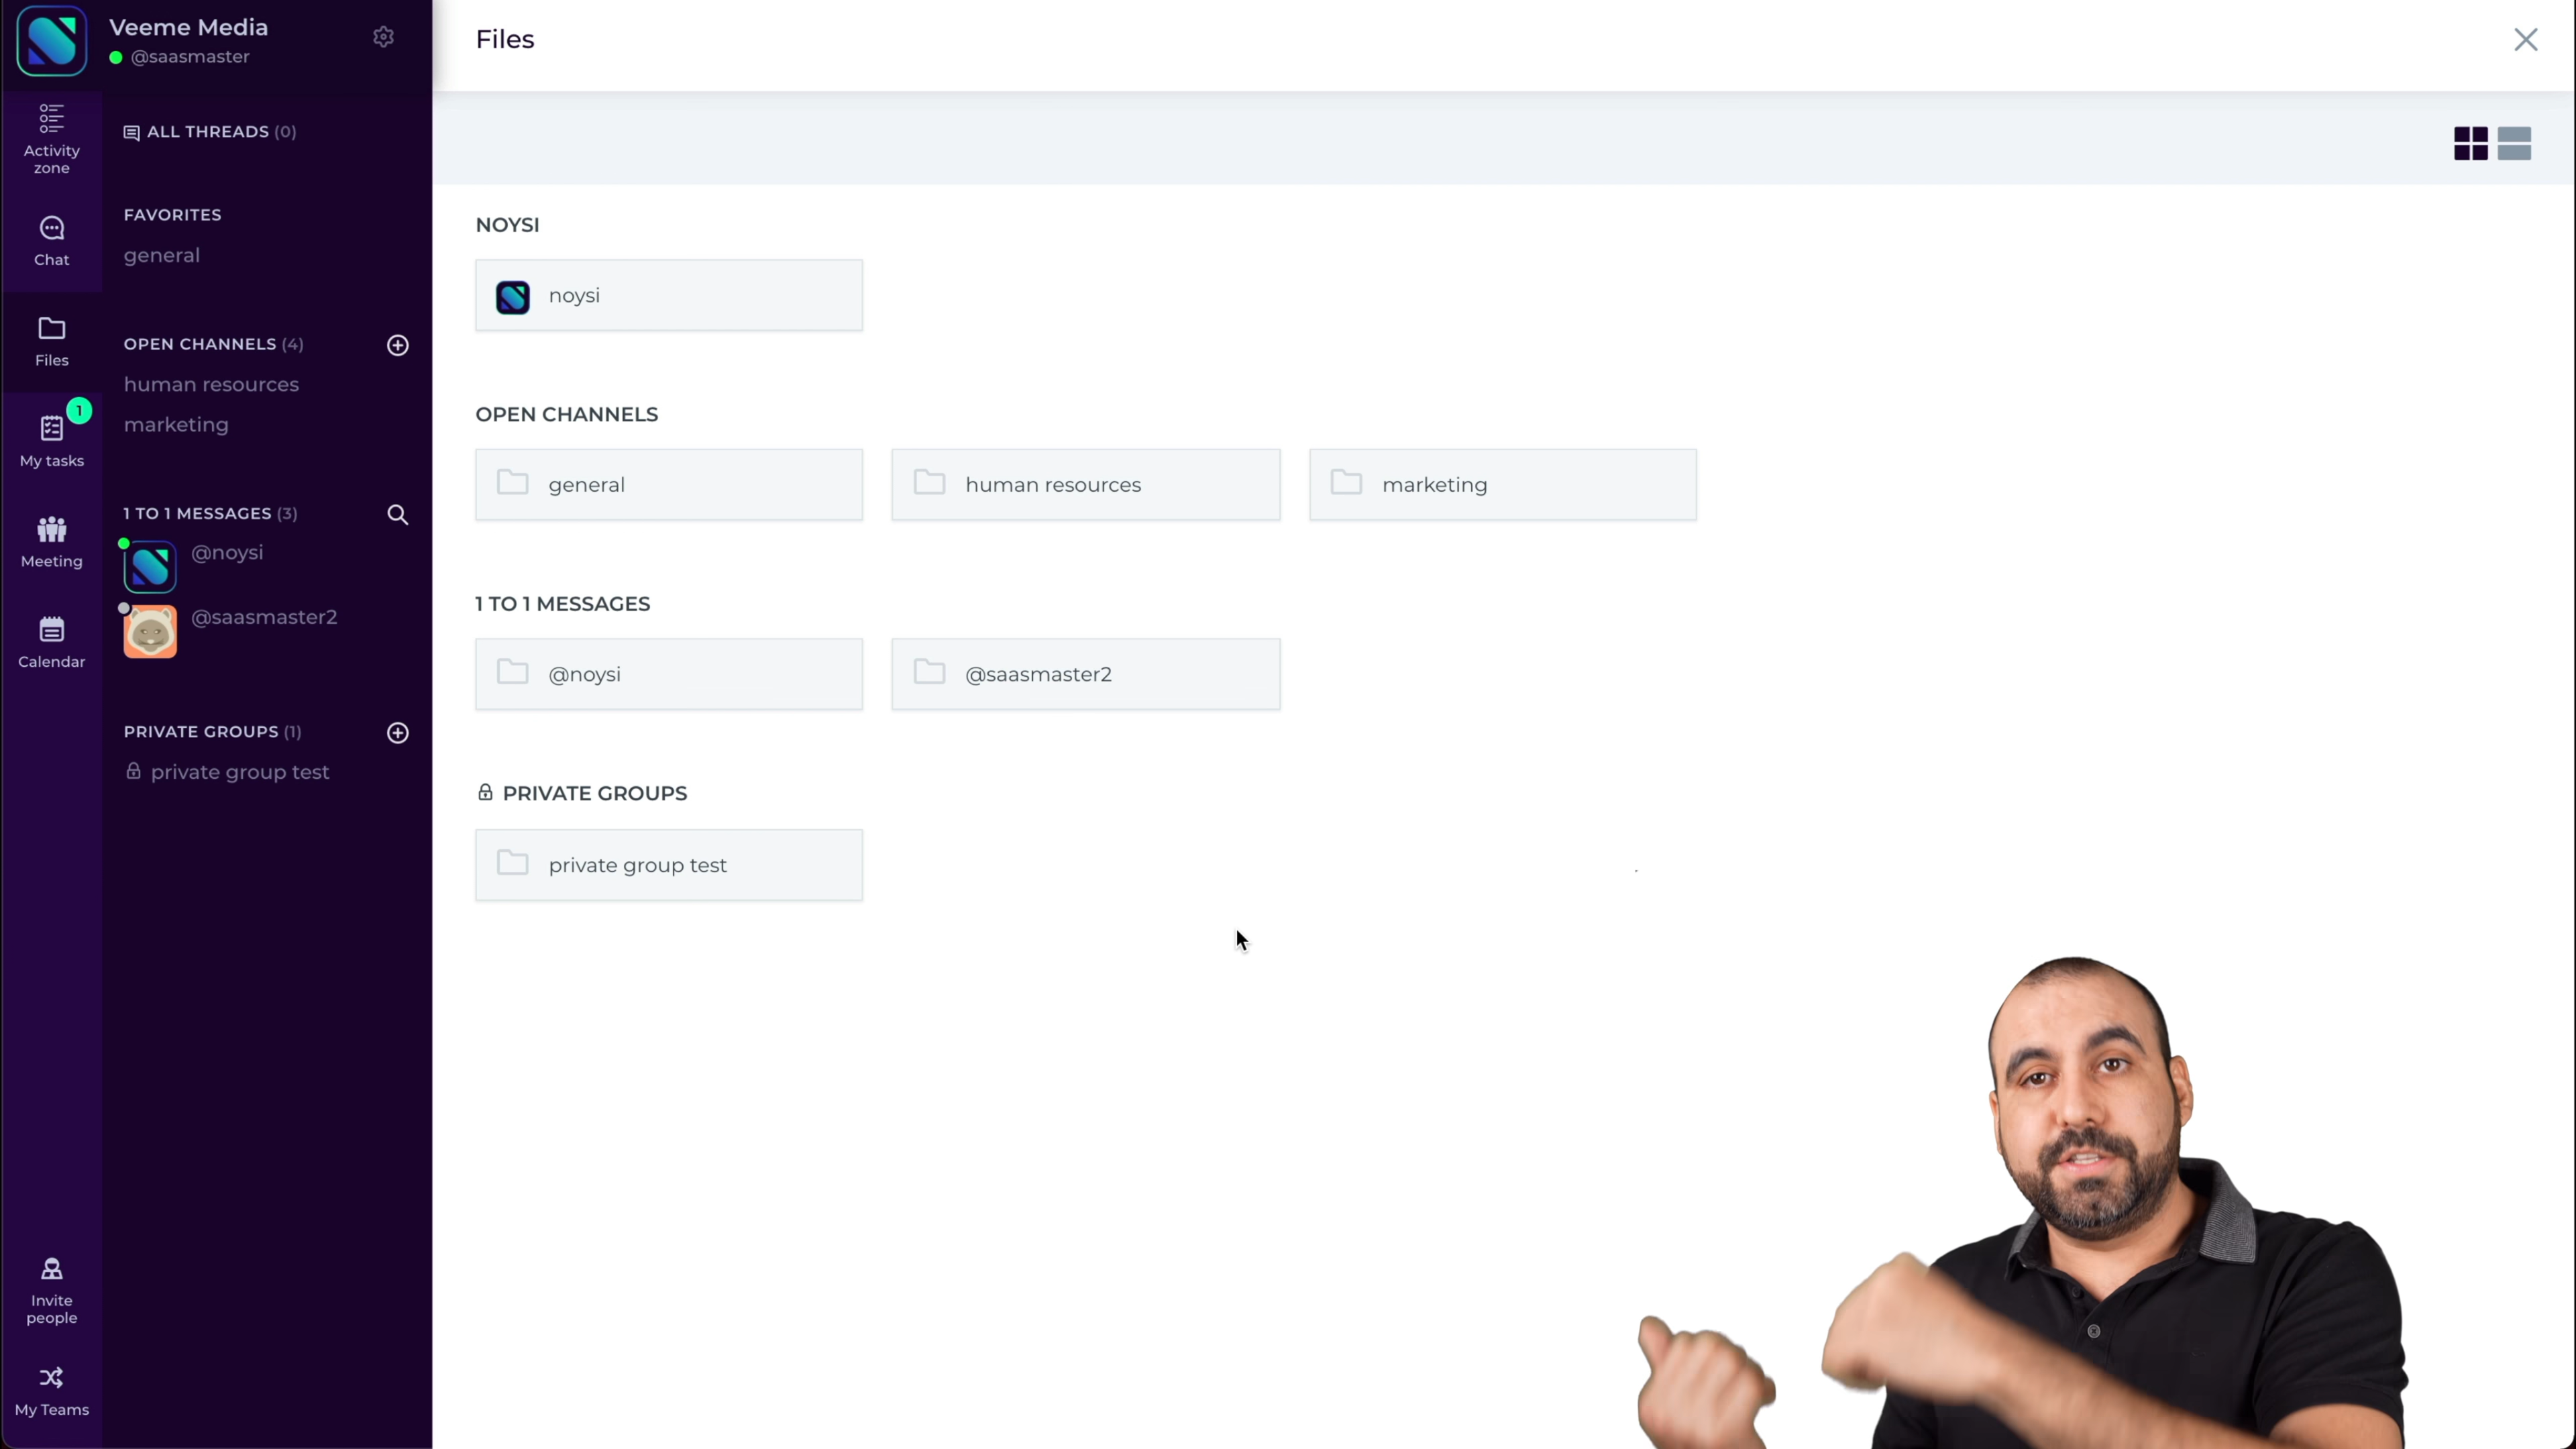 Veeme Media
@saasmaster
Activity
zone
Chat
Files
1
My tasks
Meeting
Calendar
Invite
people
My Teams
ALL THREADS (0)
FAVORITES
general
OPEN CHANNELS (4)
human resources
marketing
1 TO 1 MESSAGES (3)
@noysi
@saasmaster2
PRIVATE GROUPS (1)
private group test
Files
NOYSI
noysi
OPEN CHANNELS
general
human resources
marketing
1 TO 1 MESSAGES
@noysi
@saasmaster2
PRIVATE GROUPS
private group test